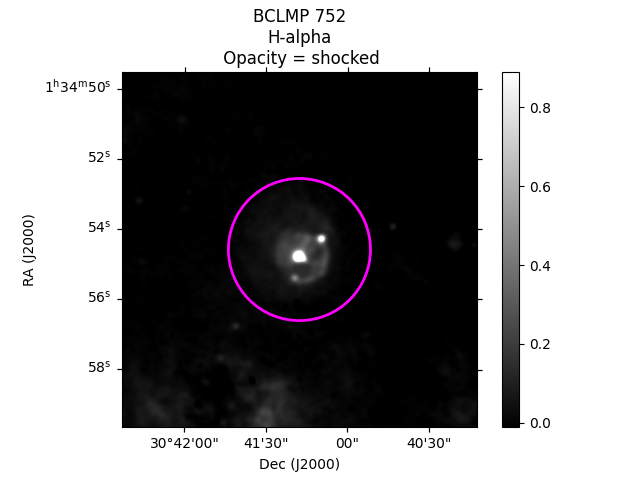 BCLMP 752
H-alpha
Opacity = shocked
1ʰ34ᵐ50ˢ
52ˢ
54ˢ
56ˢ
58ˢ
RA (J2000)
30°42'00" 41'30" 00" 40'30"
Dec (J2000)
0.8
0.6
0.4
0.2
0.0